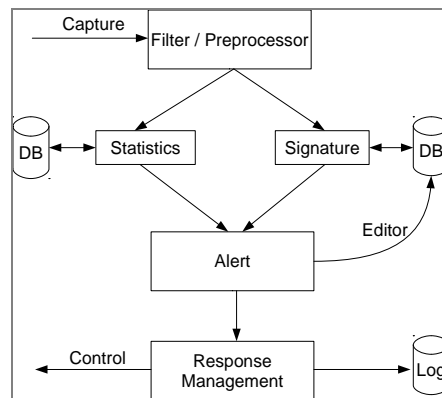 Capture
Filter / Preprocessor
DB
Statistics
Signature
DB
Editor
Alert
Control
Response
Management
Log